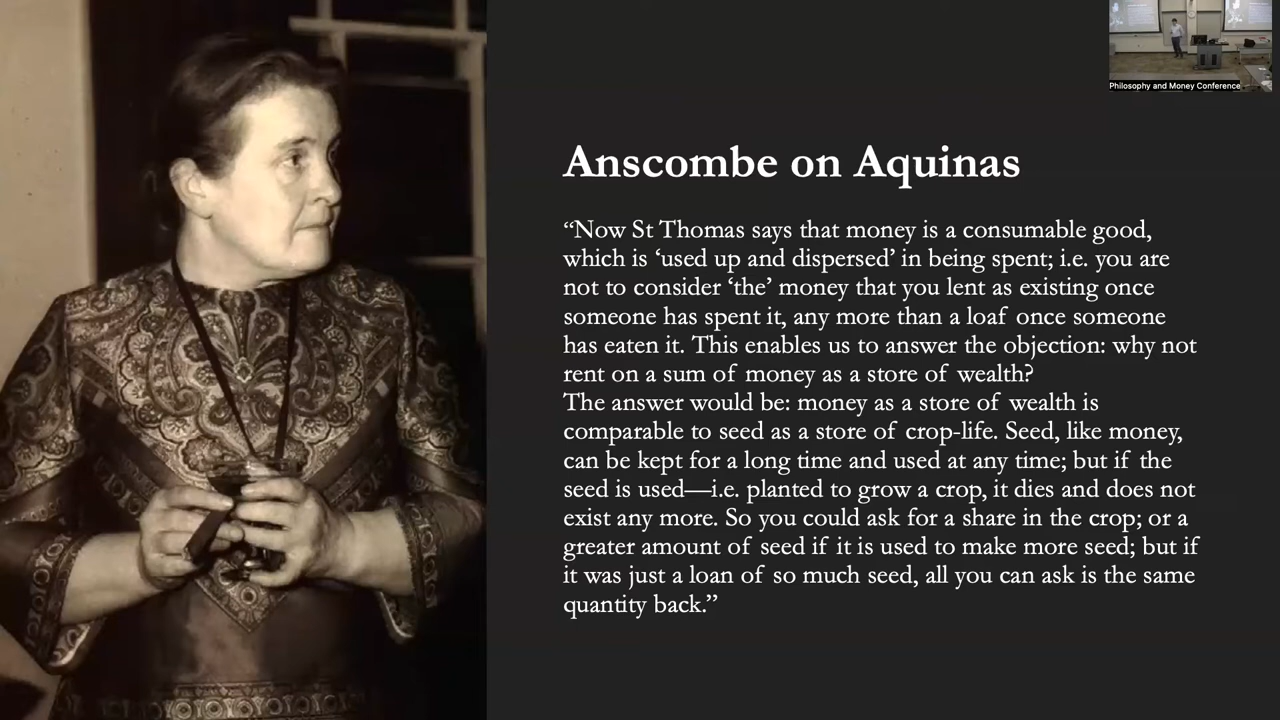 Philosophy and Money Conference
Anscombe on Aquinas
“Now St Thomas says that money is a consumable good,
which is ‘used up and dispersed’ in being spent; i.e. you are
not to consider ‘the’ money that you lent as existing once
someone has spent it, any more than a loaf once someone
has eaten it. This enables us to answer the objection: why not
rent on a sum of money as a store of wealth?
The answer would be: money as a store of wealth is
comparable to seed as a store of crop-life. Seed, like money,
can be kept for a long time and used at any time; but if the
seed is used—i.e. planted to grow a crop, it dies and does not
exist any more. So you could ask for a share in the crop; or a
greater amount of seed if it is used to make more seed; but if
it was just a loan of so much seed, all you can ask is the same
quantity back.”